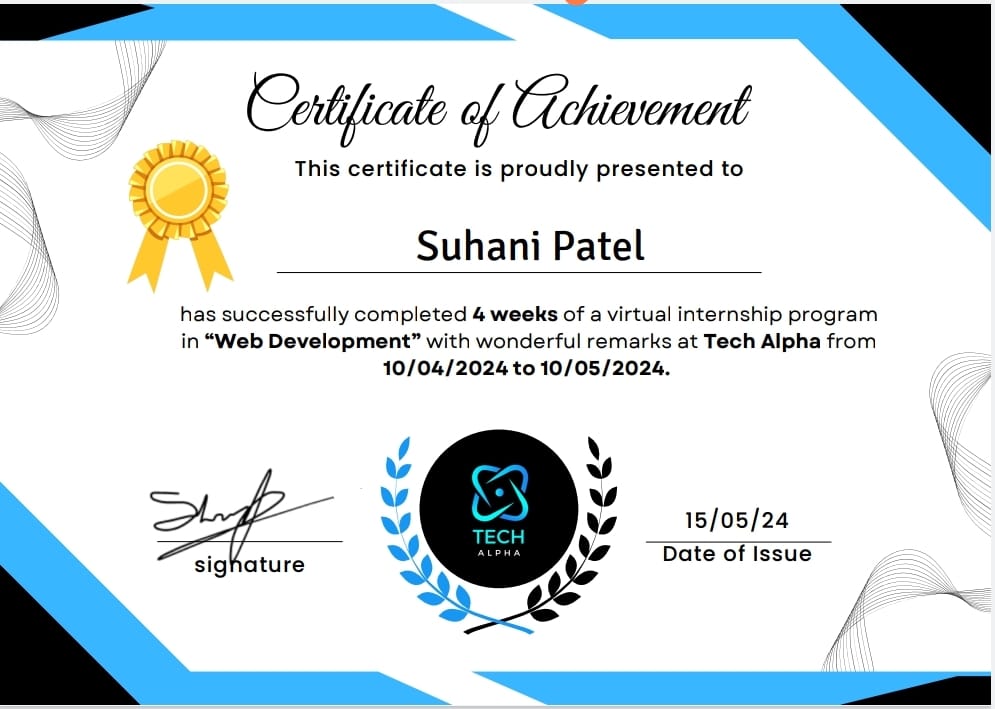 Certificate of Achievement
This certificate is proudly presented to
Suhani Patel
has successfully completed 4 weeks of a virtual internship program
in “Web Development” with wonderful remarks at Tech Alpha from
10/04/2024 to 10/05/2024.
signature
TECH
ALPHA
15/05/24
Date of Issue